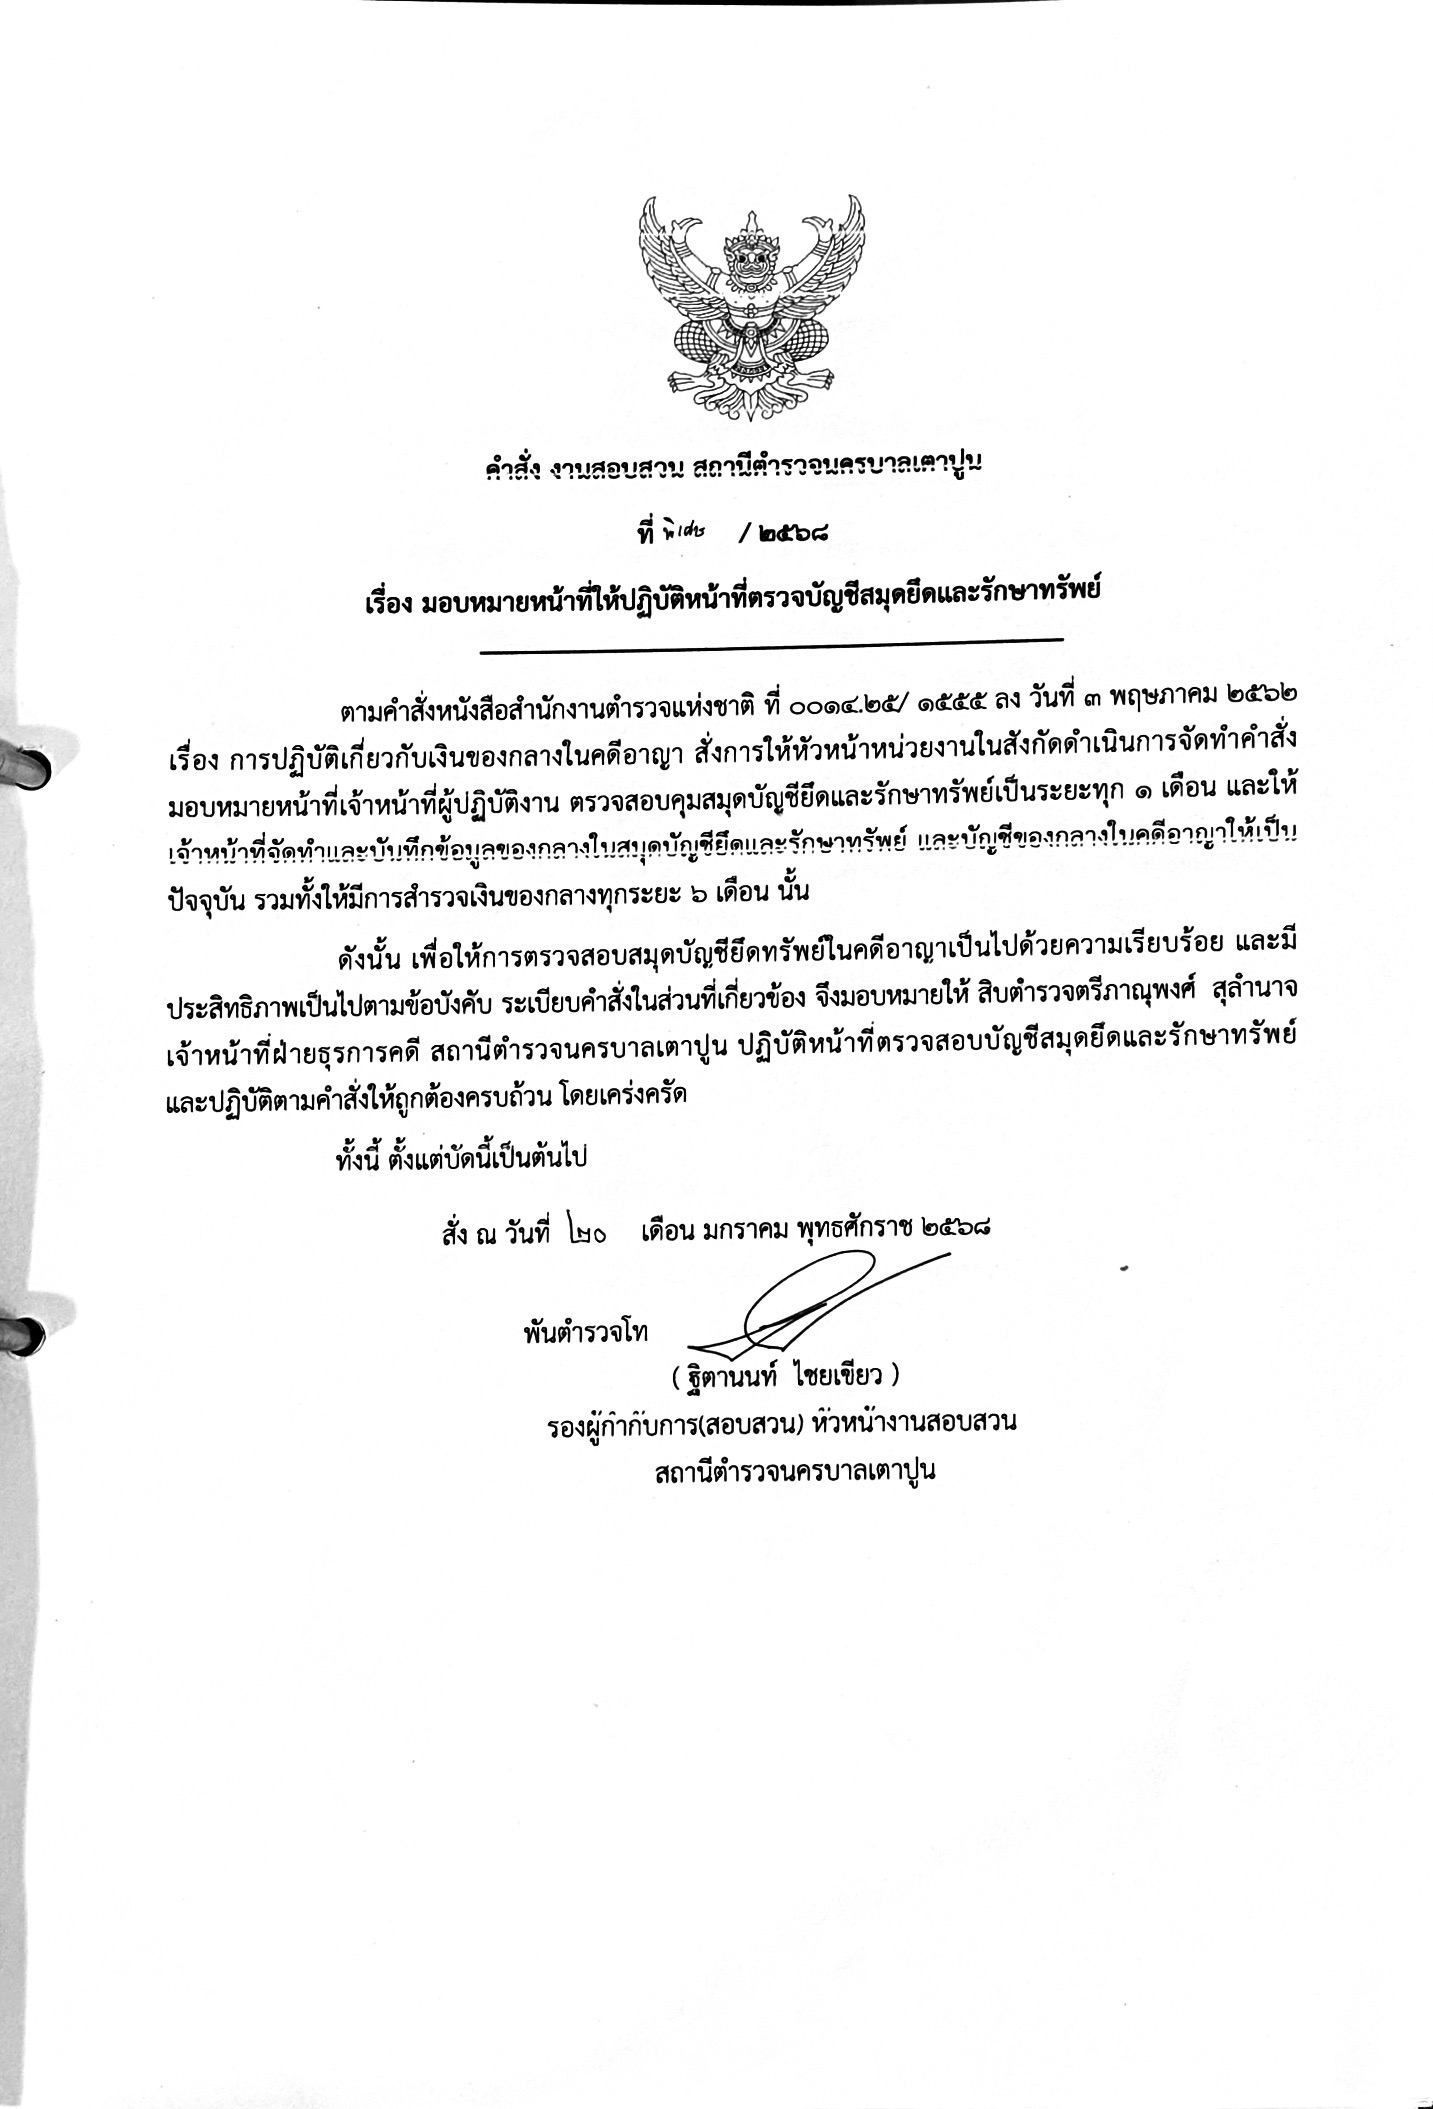 คำสั่ง งานสอบสวน สถานีตำรวจนครบาลเตาปูน
ที่ พิเศษ / ๒๕๖๘
เรื่อง มอบหมายหน้าที่ให้ปฏิบัติหน้าที่ตรวจบัญชีสมุดยึดและรักษาทรัพย์
ตามคำสั่งหนังสือสำนักงานตำรวจแห่งชาติ ที่ ๐๐๑๔.๒๕/ ๑๕๕๕ ลง วันที่ ๓ พฤษภาคม ๒๕๖๒
เรื่อง การปฏิบัติเกี่ยวกับเงินของกลางในคดีอาญา สั่งการให้หัวหน้าหน่วยงานในสังกัดดำเนินการจัดทำคำสั่ง
มอบหมายหน้าที่เจ้าหน้าที่ผู้ปฏิบัติงาน ตรวจสอบคุมสมุดบัญชียึดและรักษาทรัพย์เป็นระยะทุก ๑ เดือน และให้
เจ้าหน้าที่จัดทำและบันทึกข้อมูลของกลางในสมุดบัญชียึดและรักษาทรัพย์ และบัญชีของกลางในคดีอาญาให้เป็น
ปัจจุบัน รวมทั้งให้มีการสำรวจเงินของกลางทุกระยะ ๖ เดือน นั้น
ดังนั้น เพื่อให้การตรวจสอบสมุดบัญชียึดทรัพย์ในคดีอาญาเป็นไปด้วยความเรียบร้อย และมี
ประสิทธิภาพเป็นไปตามข้อบังคับ ระเบียบคำสั่งในส่วนที่เกี่ยวข้อง จึงมอบหมายให้ สิบตำรวจตรีภาณุพงศ์ สุลำนาจ
เจ้าหน้าที่ฝ่ายธุรการคดี สถานีตำรวจนครบาลเตาปูน ปฏิบัติหน้าที่ตรวจสอบบัญชีสมุดยึดและรักษาทรัพย์
และปฏิบัติตามคำสั่งให้ถูกต้องครบถ้วน โดยเคร่งครัด
ทั้งนี้ ตั้งแต่บัดนี้เป็นต้นไป
สั่ง ณ วันที่ ๒๐ เดือน มกราคม พุทธศักราช ๒๕๖๘
พันตำรวจโท
( ฐิตานนท์ ไชยเขียว )
รองผู้กำกับการ(สอบสวน) หัวหน้างานสอบสวน
สถานีตำรวจนครบาลเตาปูน